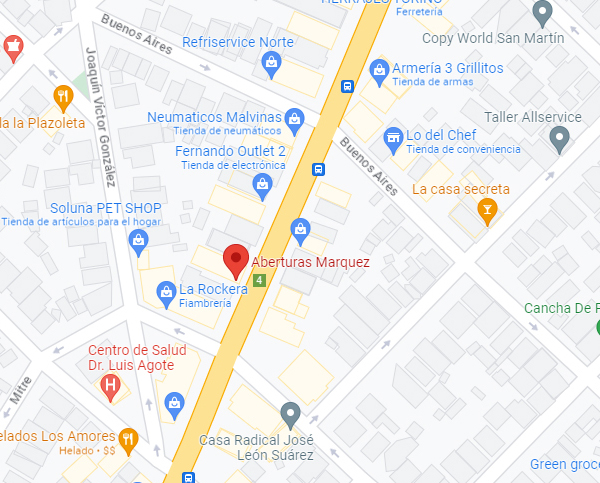 HERRAJES TORINO
Ferretería
Buenos Aires
Copy World San Martín
Refriservice Norte
Armería 3 Grillitos
Tienda de armas
Joaquín Víctor González
la Plazoleta
Neumaticos Malvinas
Tienda de neumáticos
Taller Allservice
Lo del Chef
Tienda de conveniencia
Fernando Outlet 2
Tienda de electrónica
Buenos Aires
La casa secreta
Soluna PET SHOP
Tienda de artículos para el hogar...
Aberturas Marquez
4
La Rockera
Fiambrería
Cancha De F
Centro de Salud
Dr. Luis Agote
H
Mitre
Casa Radical José
León Suárez
elados Los Amores
Helado • $$
Green groce